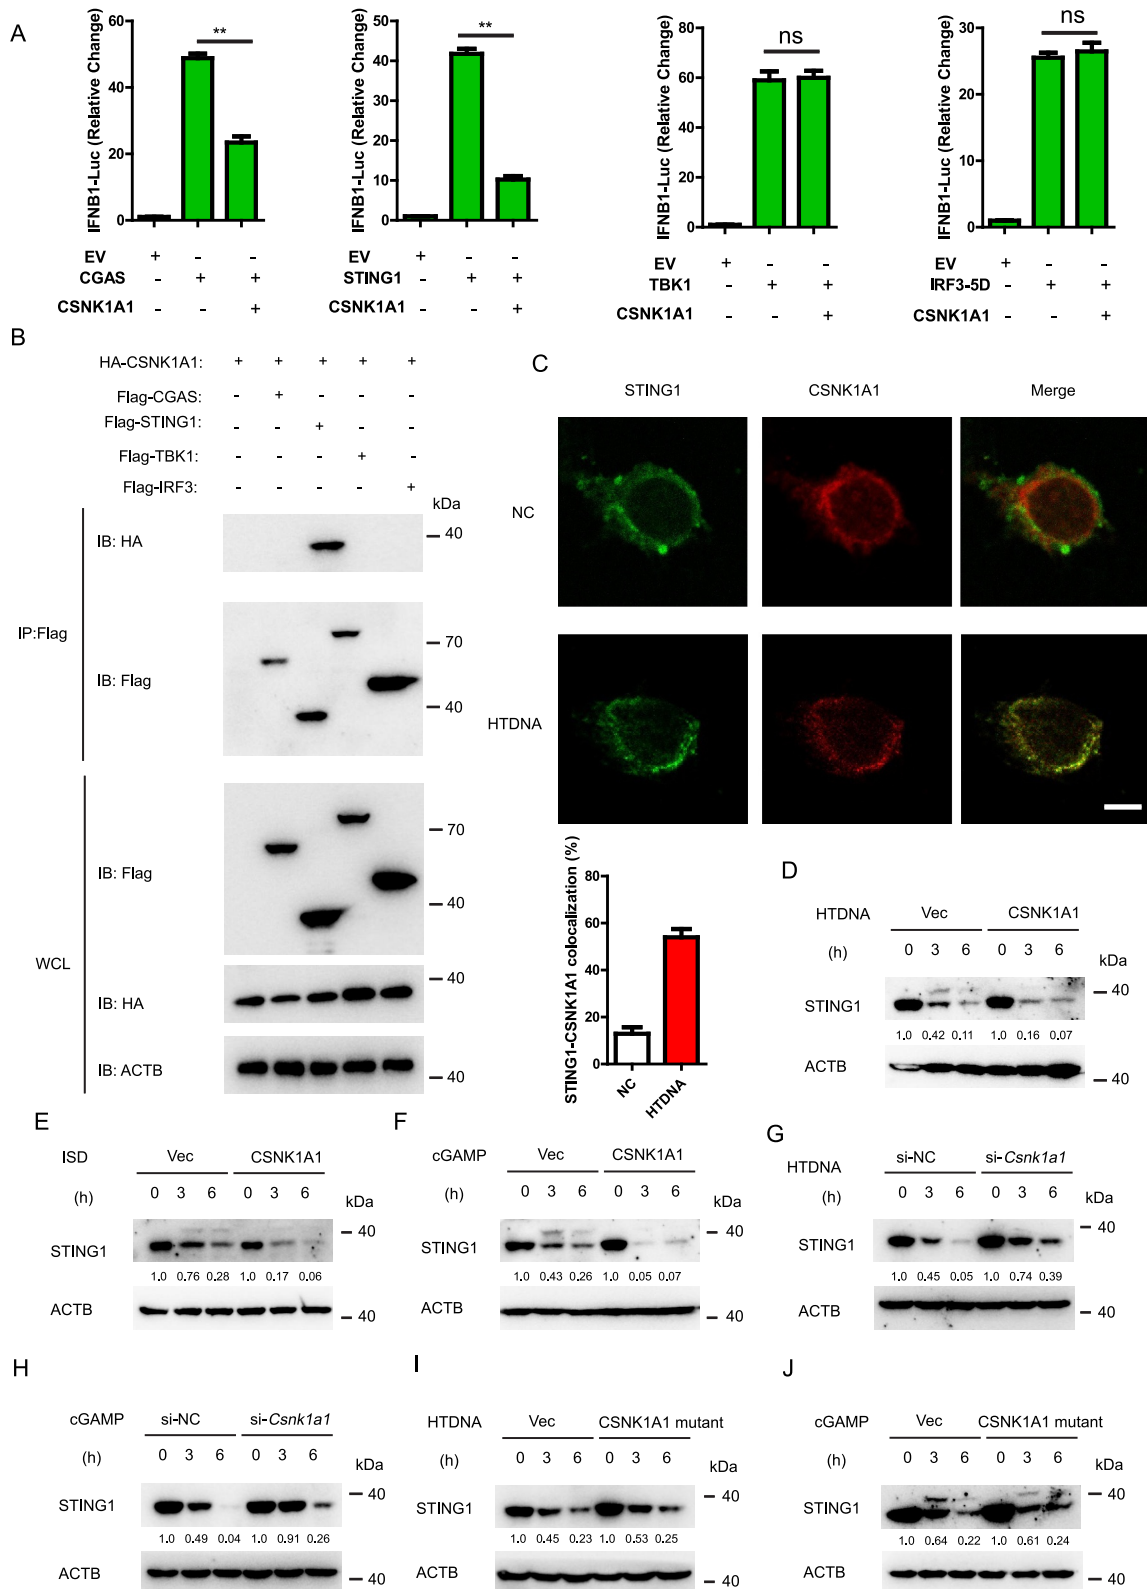 A
IFNB1-Luc (Relative Change)
60
40
20
0
**
EV + - -
CGAS - + +
CSNK1A1 - - +
IFNB1-Luc (Relative Change)
50
40
30
20
10
0
**
EV + - -
STING1 - + +
CSNK1A1 - - +
IFNB1-Luc (Relative Change)
80
60
40
20
0
ns
EV + - -
TBK1 - + +
CSNK1A1 - - +
IFNB1-Luc (Relative Change)
30
20
10
0
ns
EV + - -
IRF3-5D - + +
CSNK1A1 - - +
B
HA-CSNK1A1: + + + + +
Flag-CGAS: - + - - -
Flag-STING1: - - + - -
Flag-TBK1: - - - + -
Flag-IRF3: - - - - +
kDa
IP:Flag
IB: HA
40
IB: Flag
70
40
WCL
IB: Flag
70
40
IB: HA
40
IB: ACTB
40
C
STING1 CSNK1A1 Merge
NC
HTDNA
STING1-CSNK1A1 colocalization (%)
80
60
40
20
0
NC HTDNA
D
HTDNA Vec CSNK1A1
(h) 0 3 6 0 3 6 kDa
STING1 40
1.0 0.42 0.11 1.0 0.16 0.07
ACTB 40
E
ISD Vec CSNK1A1
(h) 0 3 6 0 3 6 kDa
STING1 40
1.0 0.76 0.28 1.0 0.17 0.06
ACTB 40
F
cGAMP Vec CSNK1A1
(h) 0 3 6 0 3 6 kDa
STING1 40
1.0 0.43 0.26 1.0 0.05 0.07
ACTB 40
G
HTDNA si-NC si-Csnk1a1
(h) 0 3 6 0 3 6 kDa
STING1 40
1.0 0.45 0.05 1.0 0.74 0.39
ACTB 40
H
cGAMP si-NC si-Csnk1a1
(h) 0 3 6 0 3 6 kDa
STING1 40
1.0 0.49 0.04 1.0 0.91 0.26
ACTB 40
I
HTDNA Vec CSNK1A1 mutant
(h) 0 3 6 0 3 6 kDa
STING1 40
1.0 0.45 0.23 1.0 0.53 0.25
ACTB 40
J
cGAMP Vec CSNK1A1 mutant
(h) 0 3 6 0 3 6 kDa
STING1 40
1.0 0.64 0.22 1.0 0.61 0.24
ACTB 40